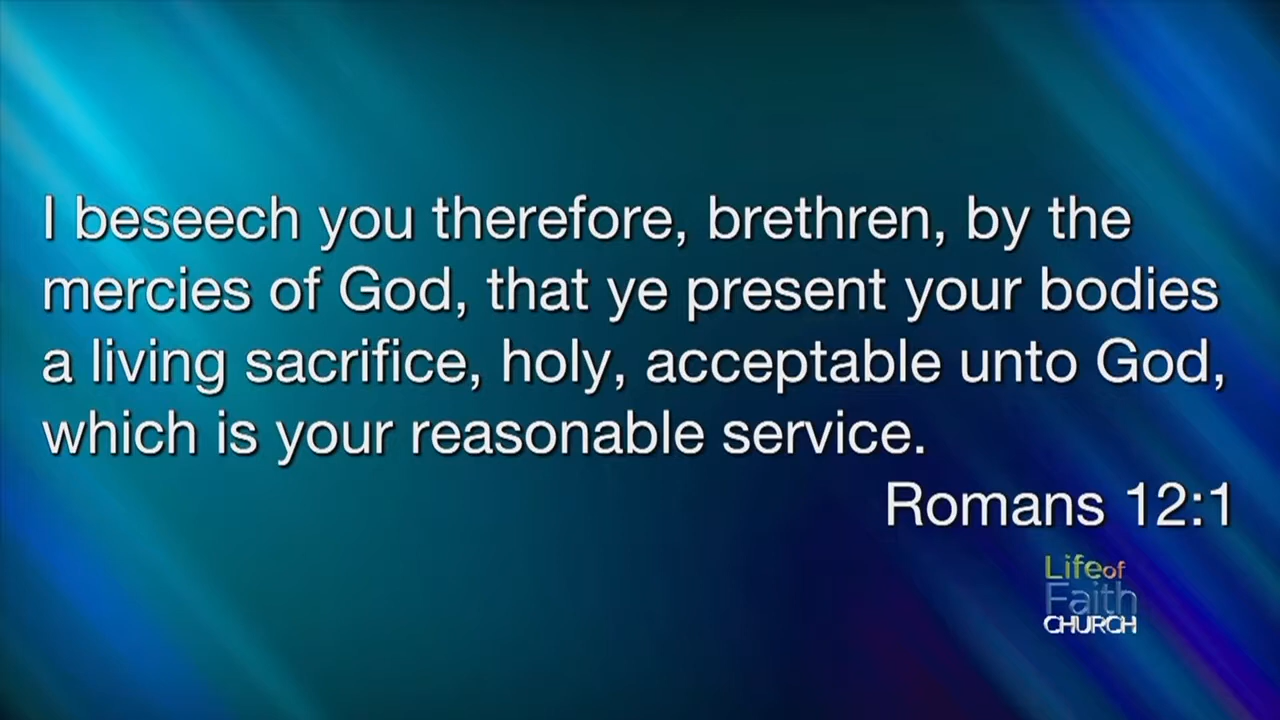 I beseech you therefore, brethren, by the
mercies of God, that ye present your bodies
a living sacrifice, holy, acceptable unto God,
which is your reasonable service.
Romans 12:1
Life of
Faith
CHURCH